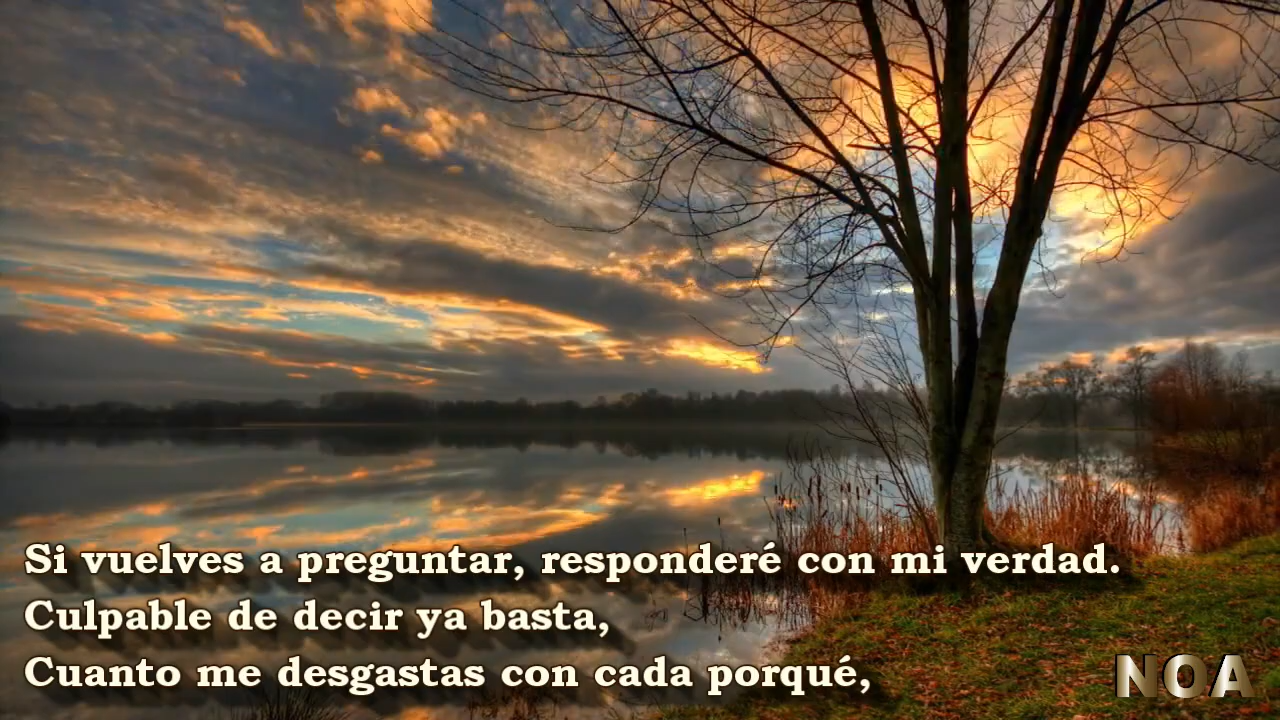 Si vuelves a preguntar, responderé con mi verdad.
Culpable de decir ya basta,
Cuanto me desgastas con cada porqué,
NOA